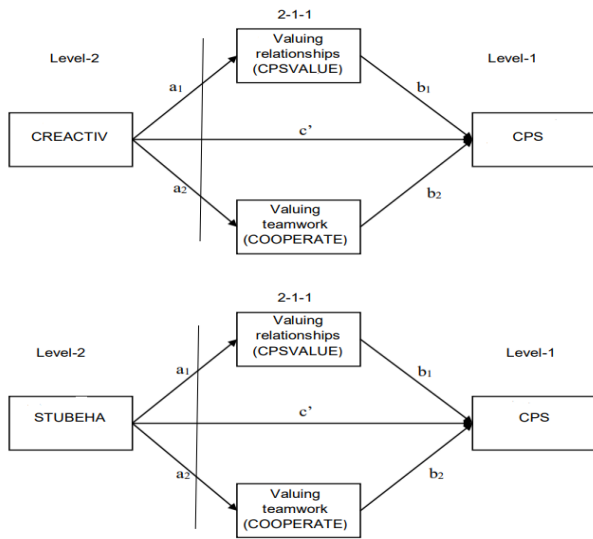 2-1-1
Level-2
Valuing
relationships
(CPSVALUE)
Level-1
a1
b1
CREACTIV
c'
CPS
a2
b2
Valuing
teamwork
(COOPERATE)
2-1-1
Level-2
Valuing
relationships
(CPSVALUE)
Level-1
a1
b1
STUBEHA
c'
CPS
a2
b2
Valuing
teamwork
(COOPERATE)